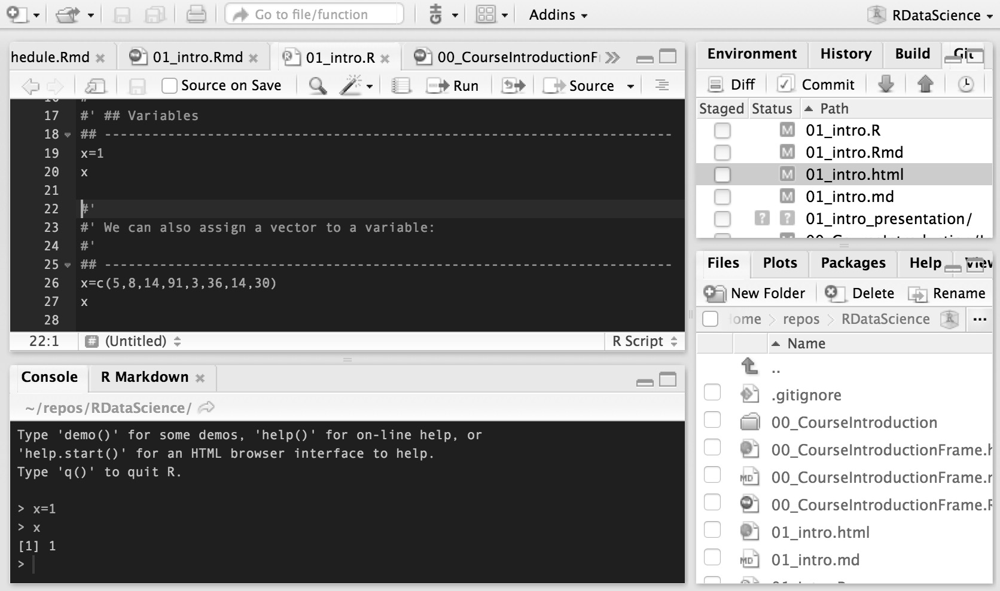 Go to file/function
Addins
RDataScience
hedule.Rmd
01_intro.Rmd
01_intro.R
00_CourseIntroductionF
Source on Save
Run
Source
17 #' ## Variables
18 ## -------------------------------------------------------------------------
19 x=1
20 x
21
22 #'
23 #' We can also assign a vector to a variable:
24 #'
25 ## -------------------------------------------------------------------------
26 x=c(5,8,14,91,3,36,14,30)
27 x
28
22:1 # (Untitled) R Script
Console
R Markdown
~/repos/RDataScience/
Type 'demo()' for some demos, 'help()' for on-line help, or
'help.start()' for an HTML browser interface to help.
Type 'q()' to quit R.
> x=1
> x
[1] 1
>
Environment
History
Build
Git
Diff
Commit
Staged Status Path
M 01_intro.R
M 01_intro.Rmd
M 01_intro.html
M 01_intro.md
? ? 01_intro_presentation/
Files
Plots
Packages
Help
View
New Folder
Delete
Rename
ome
repos
RDataScience
...
Name
..
.gitignore
00_CourseIntroduction
00_CourseIntroductionFrame.h
MD 00_CourseIntroductionFrame.r
00_CourseIntroductionFrame.R
01_intro.html
MD 01_intro.md